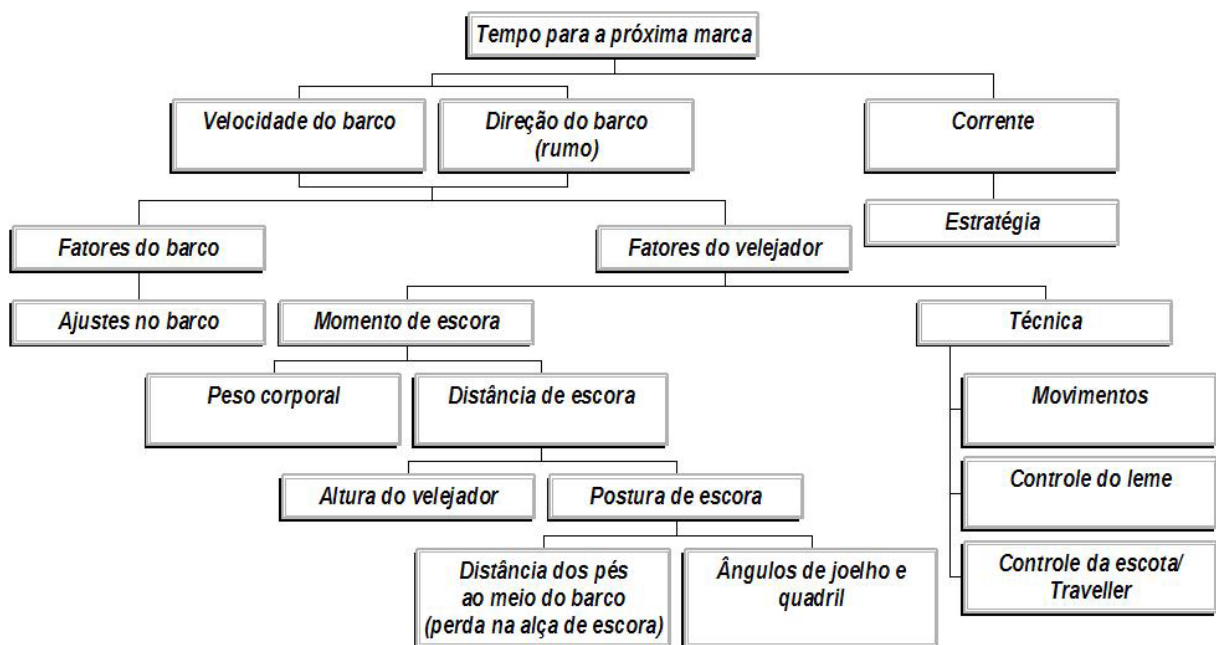 Tempo para a próxima marca
Velocidade do barco
Direção do barco
(rumo)
Corrente
Estratégia
Fatores do barco
Fatores do velejador
Ajustes no barco
Momento de escora
Técnica
Peso corporal
Distância de escora
Movimentos
Altura do velejador
Postura de escora
Controle do leme
Distância dos pés
ao meio do barco
(perda na alça de escora)
Ângulos de joelho e
quadril
Controle da escota/
Traveller